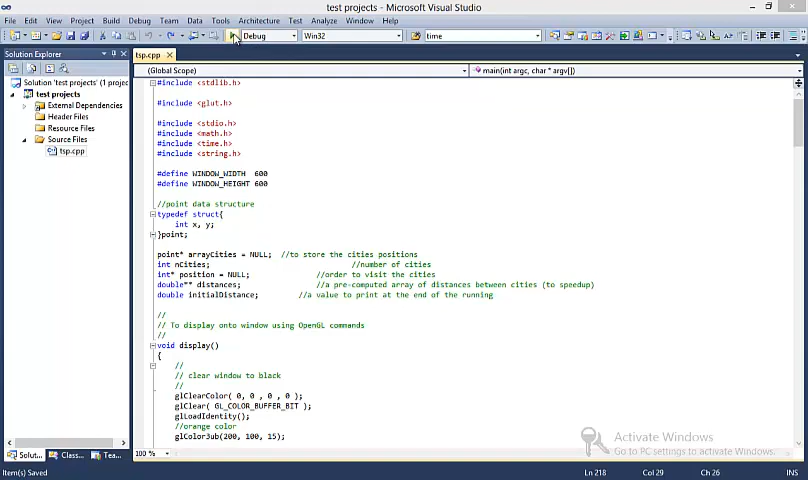 test projects - Microsoft Visual Studio
File Edit View Project Build Debug Team Data Tools Architecture Test Analyze Window Help
Debug Win32 time
Solution Explorer
tsp.cpp
(Global Scope) main(int argc, char * argv[])
Solution 'test projects' (1 projec
test projects
External Dependencies
Header Files
Resource Files
Source Files
tsp.cpp
#include <stdlib.h>
#include <glut.h>
#include <stdio.h>
#include <math.h>
#include <time.h>
#include <string.h>
#define WINDOW_WIDTH 600
#define WINDOW_HEIGHT 600
//point data structure
typedef struct{
int x, y;
}point;
point* arrayCities = NULL; //to store the cities positions
int nCities; //number of cities
int* position = NULL; //order to visit the cities
double** distances; //a pre-computed array of distances between cities (to speedup)
double initialDistance; //a value to print at the end of the running
//
// To display onto window using OpenGL commands
//
void display()
{
//
// clear window to black
//
glClearColor( 0, 0 , 0 , 0 );
glClear( GL_COLOR_BUFFER_BIT );
glLoadIdentity();
//orange color
glColor3ub(200, 100, 15);
Activate Windows
Go to PC settings to activate Windows.
100 %
Solut... Class... Tea...
Item(s) Saved Ln 218 Col 29 Ch 26 INS